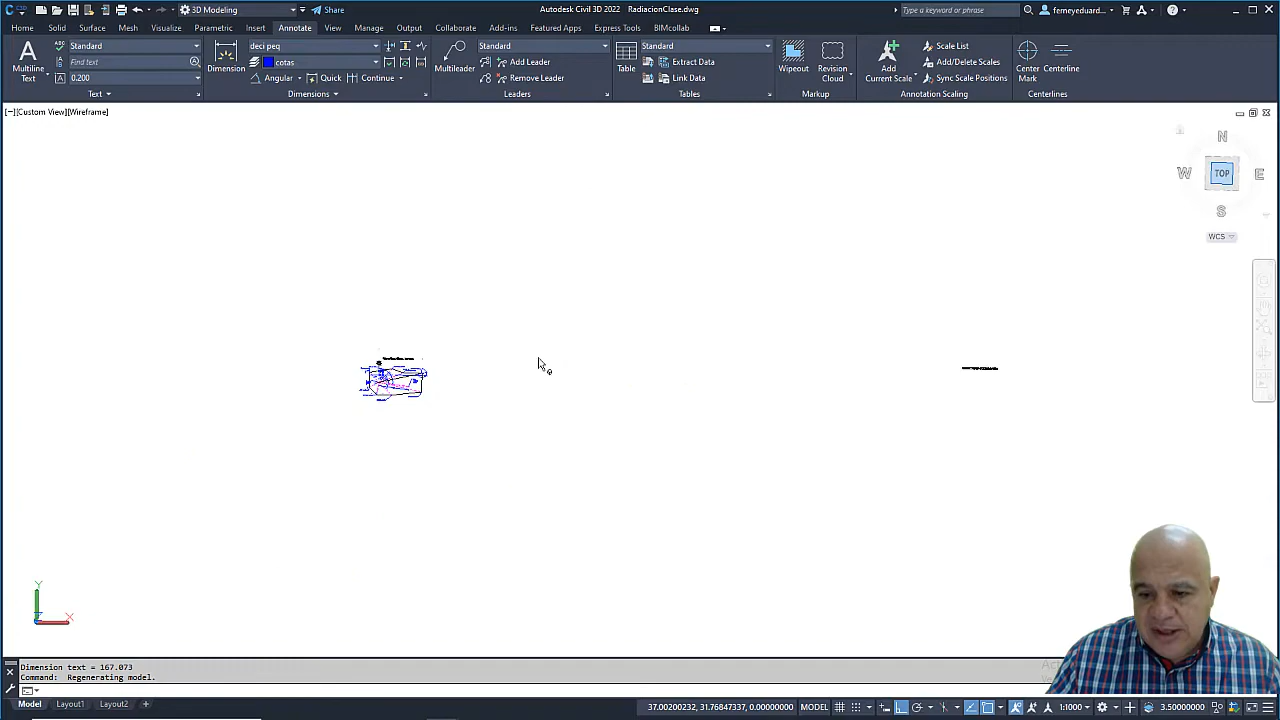 3D Modeling
Share
Autodesk Civil 3D 2022 RadiacionClase.dwg
Type a keyword or phrase
ferneyeduard...
Home Solid Surface Mesh Visualize Parametric Insert Annotate View Manage Output Collaborate Add-ins Featured Apps Express Tools BIMcollab
Multiline Text
Standard
Find text
0.200
Text
Dimension
deci peq
cotas
Angular Quick Continue
Dimensions
Multileader
Standard
Add Leader
Remove Leader
Leaders
Table
Standard
Extract Data
Link Data
Tables
Wipeout
Revision Cloud
Markup
Add Current Scale
Scale List
Add/Delete Scales
Sync Scale Positions
Annotation Scaling
Center Mark
Centerline
Centerlines
[−][Custom View][Wireframe]
N
W TOP E
S
WCS
Y
X
Dimension text = 167.073
Command: Regenerating model.
Model Layout1 Layout2 +
37.00200232, 31.76847337, 0.00000000 MODEL 1:1000 3.50000000